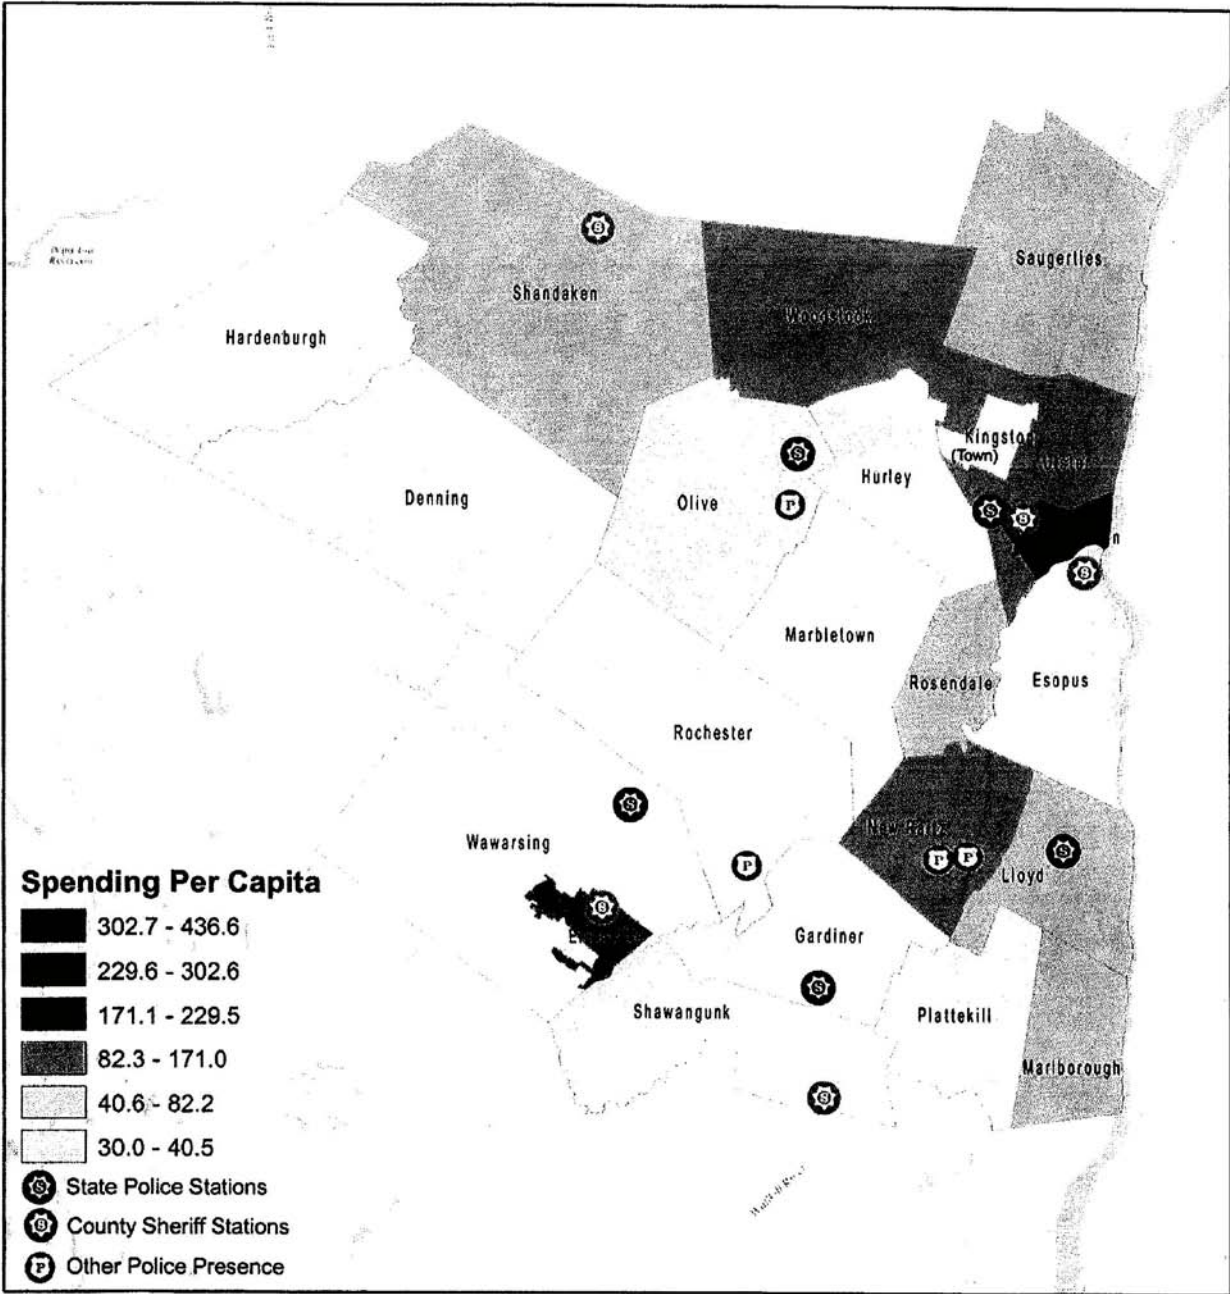 Saugerties
Shandaken
Woodstock
Hardenburgh
Kingston
(Town)
Ulster
Hurley
Denning
Olive
n
Marbletown
Rosendale
Esopus
Rochester
New Paltz
Wawarsing
Lloyd
Gardiner
Shawangunk
Plattekill
Marlborough
Spending Per Capita
302.7 - 436.6
229.6 - 302.6
171.1 - 229.5
82.3 - 171.0
40.6 - 82.2
30.0 - 40.5
S State Police Stations
S County Sheriff Stations
P Other Police Presence